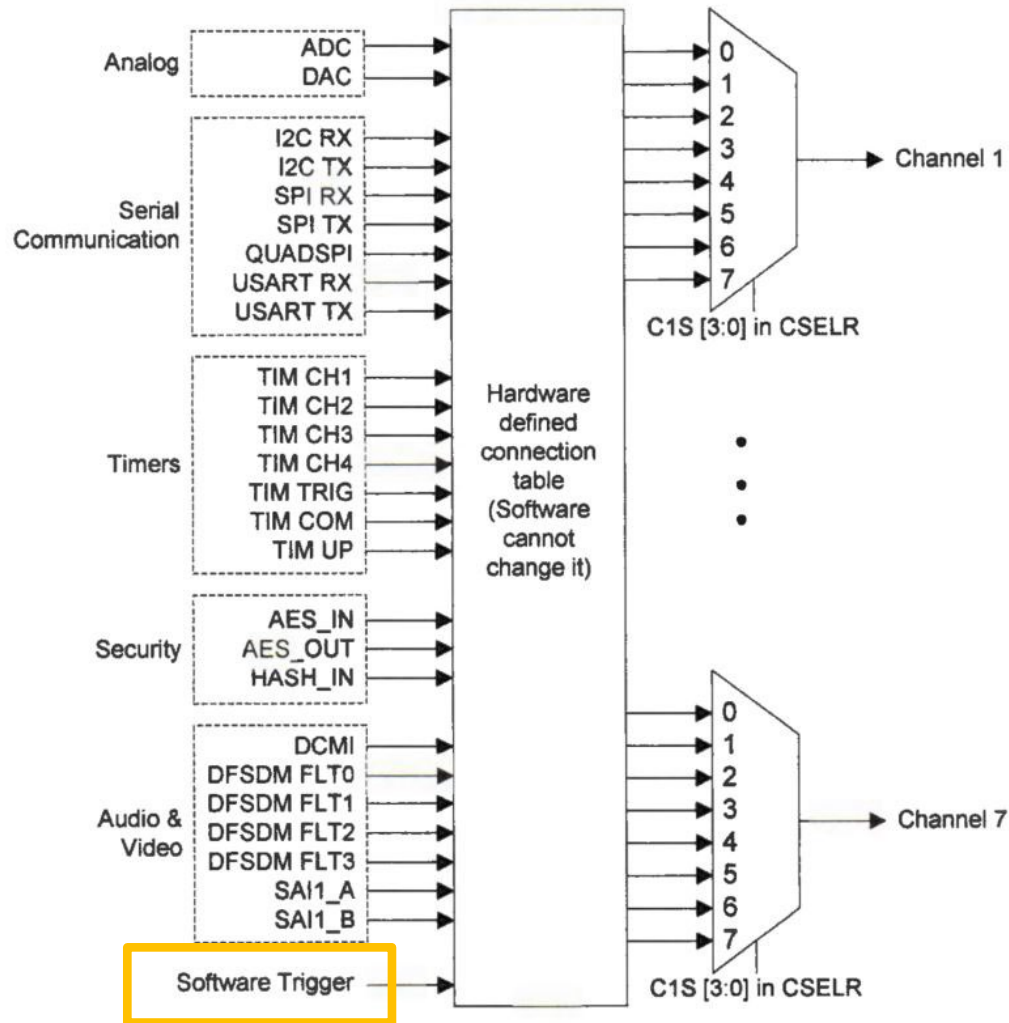 Analog
ADC
DAC
Serial
Communication
I2C RX
I2C TX
SPI RX
SPI TX
QUADSPI
USART RX
USART TX
Timers
TIM CH1
TIM CH2
TIM CH3
TIM CH4
TIM TRIG
TIM COM
TIM UP
Security
AES_IN
AES_OUT
HASH_IN
Audio &
Video
DCMI
DFSDM FLT0
DFSDM FLT1
DFSDM FLT2
DFSDM FLT3
SAI1_A
SAI1_B
Software Trigger
Hardware
defined
connection
table
(Software
cannot
change it)
0
1
2
3
4
5
6
7
Channel 1
C1S [3:0] in CSELR
0
1
2
3
4
5
6
7
Channel 7
C1S [3:0] in CSELR